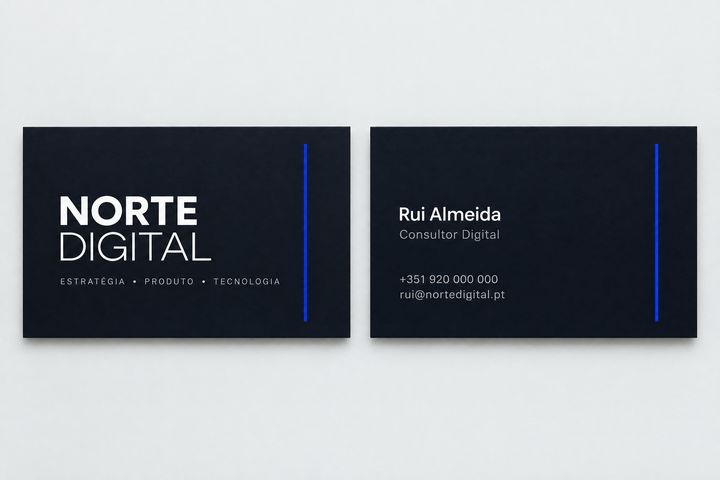 NORTE
DIGITAL
ESTRATÉGIA • PRODUTO • TECNOLOGIA
Rui Almeida
Consultor Digital
+351 920 000 000
rui@nortedigital.pt